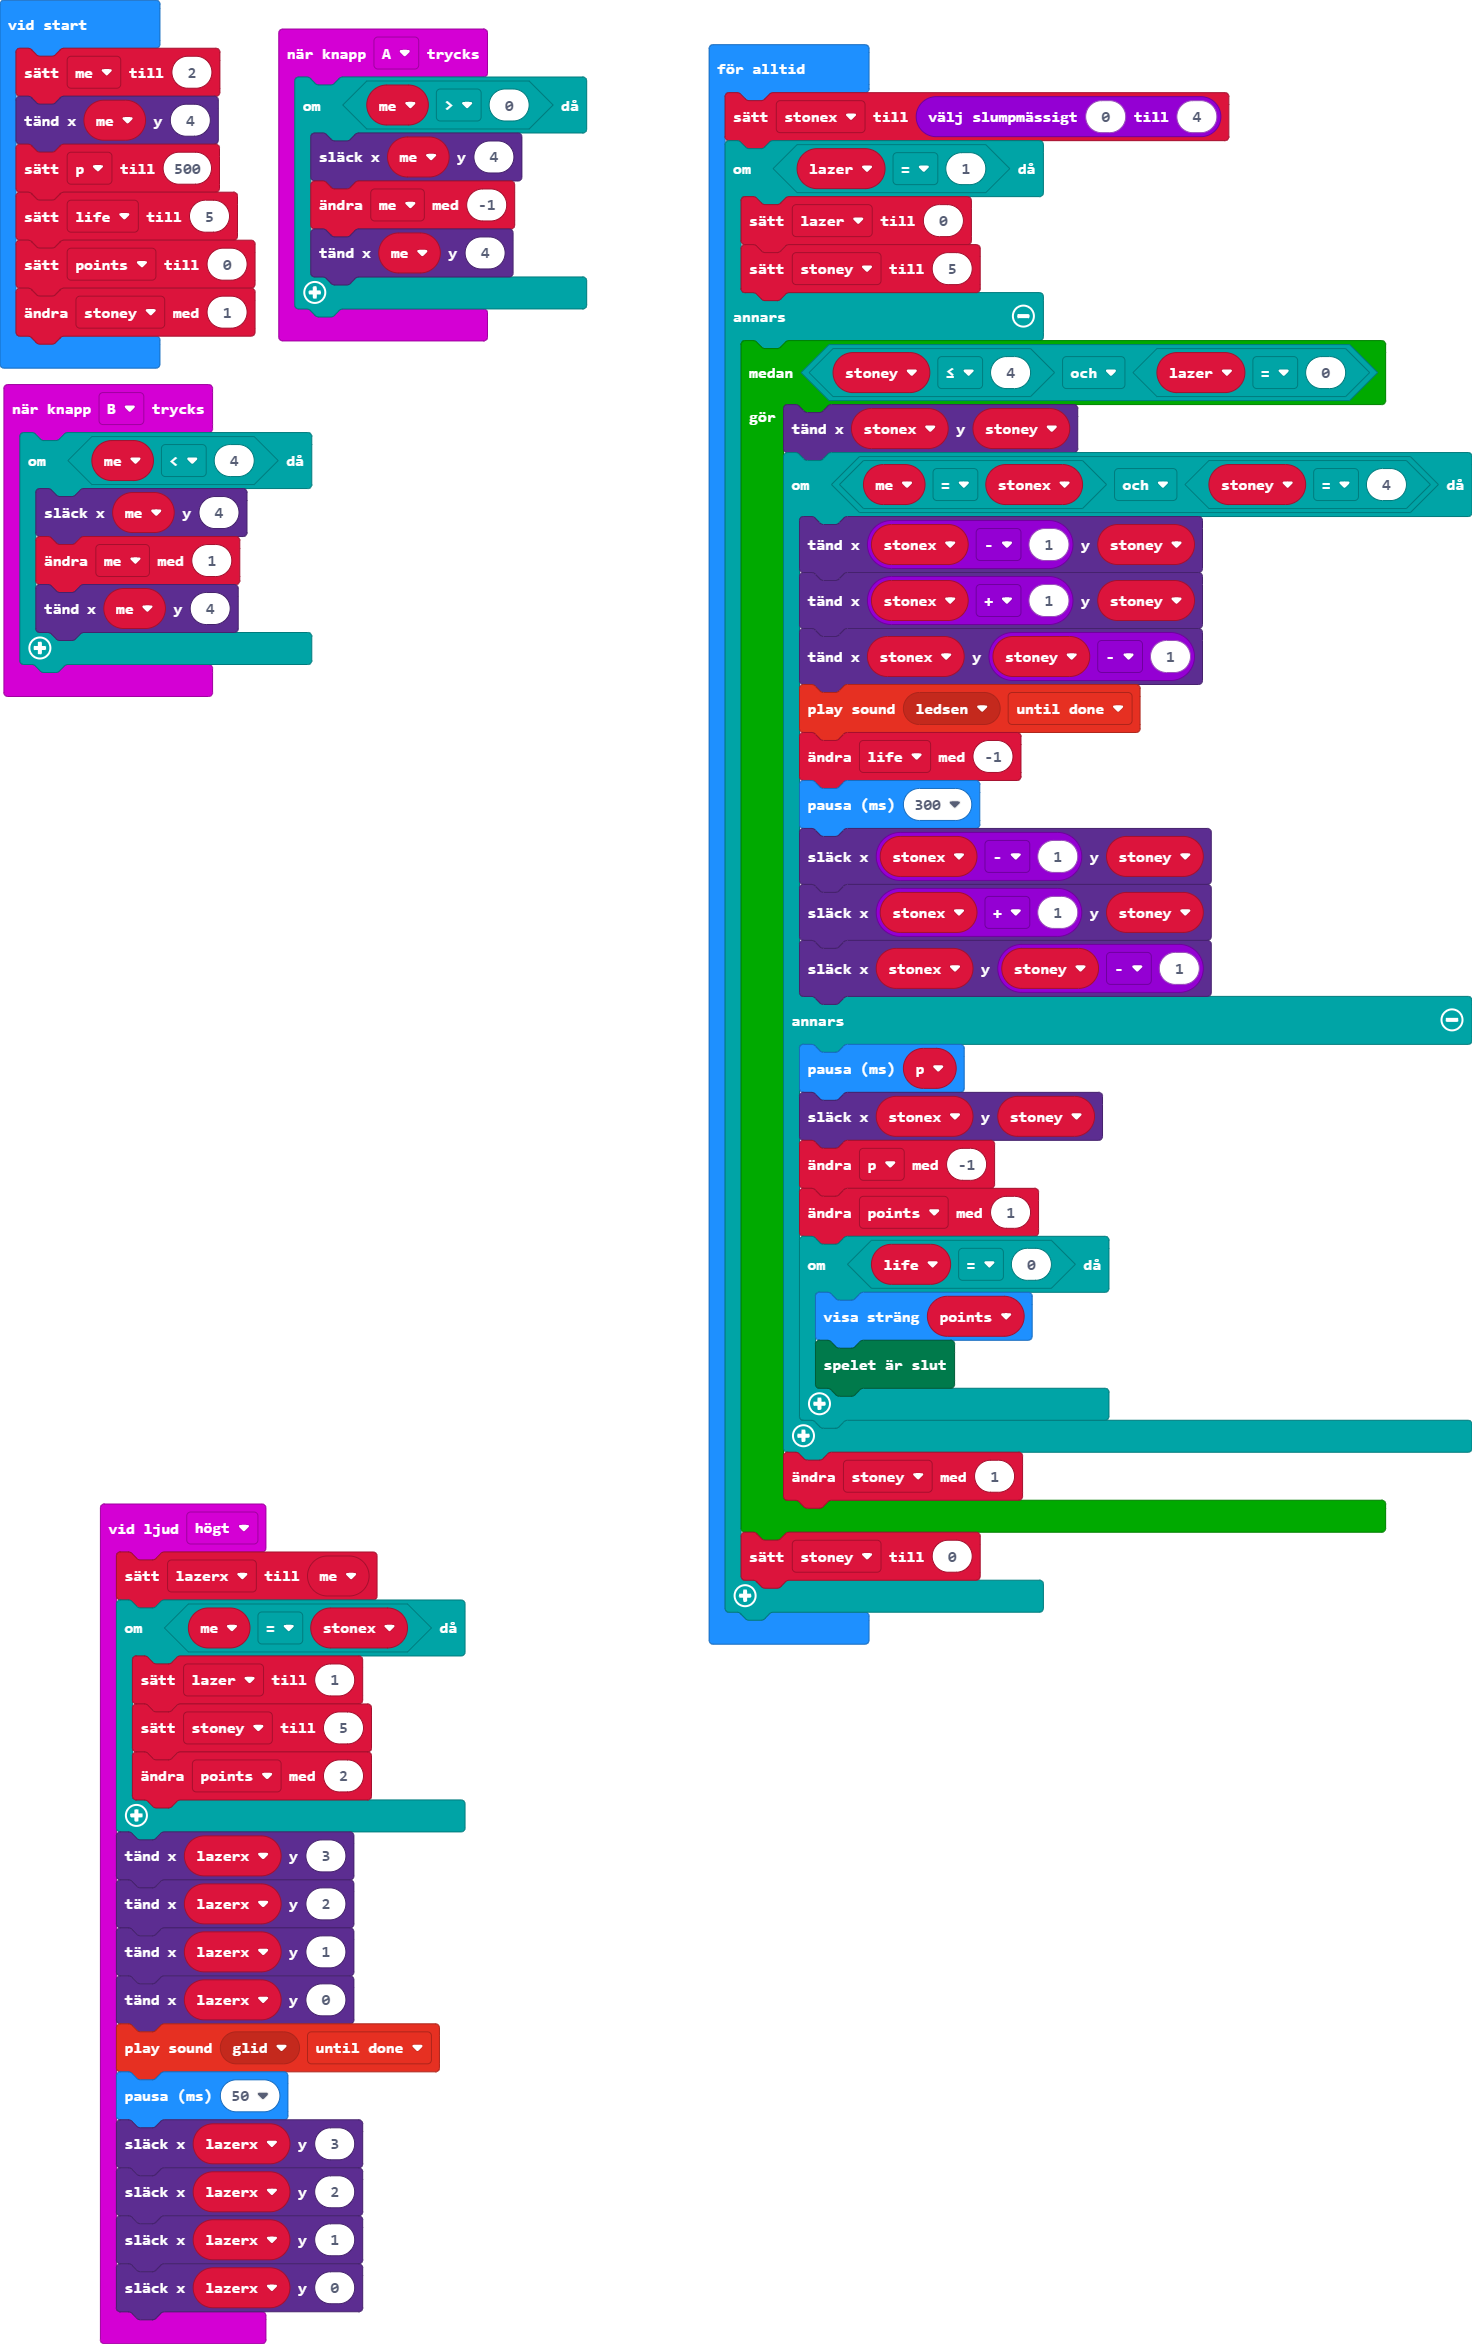 vid start
sätt me till 2
tänd x me y 4
sätt p till 500
sätt life till 5
sätt points till 0
ändra stoney med 1
när knapp A trycks
om me > 0 då
släck x me y 4
ändra me med -1
tänd x me y 4
när knapp B trycks
om me < 4 då
släck x me y 4
ändra me med 1
tänd x me y 4
för alltid
sätt stonex till välj slumpmässigt 0 till 4
om lazer = 1 då
sätt lazer till 0
sätt stoney till 5
annars
medan stoney ≤ 4 och lazer = 0
gör
tänd x stonex y stoney
om me = stonex och stoney = 4 då
tänd x stonex - 1 y stoney
tänd x stonex + 1 y stoney
tänd x stonex y stoney - 1
play sound ledsen until done
ändra life med -1
pausa (ms) 300
släck x stonex - 1 y stoney
släck x stonex + 1 y stoney
släck x stonex y stoney - 1
annars
pausa (ms) p
släck x stonex y stoney
ändra p med -1
ändra points med 1
om life = 0 då
visa sträng points
spelet är slut
ändra stoney med 1
sätt stoney till 0
vid ljud högt
sätt lazerx till me
om me = stonex då
sätt lazer till 1
sätt stoney till 5
ändra points med 2
tänd x lazerx y 3
tänd x lazerx y 2
tänd x lazerx y 1
tänd x lazerx y 0
play sound glid until done
pausa (ms) 50
släck x lazerx y 3
släck x lazerx y 2
släck x lazerx y 1
släck x lazerx y 0